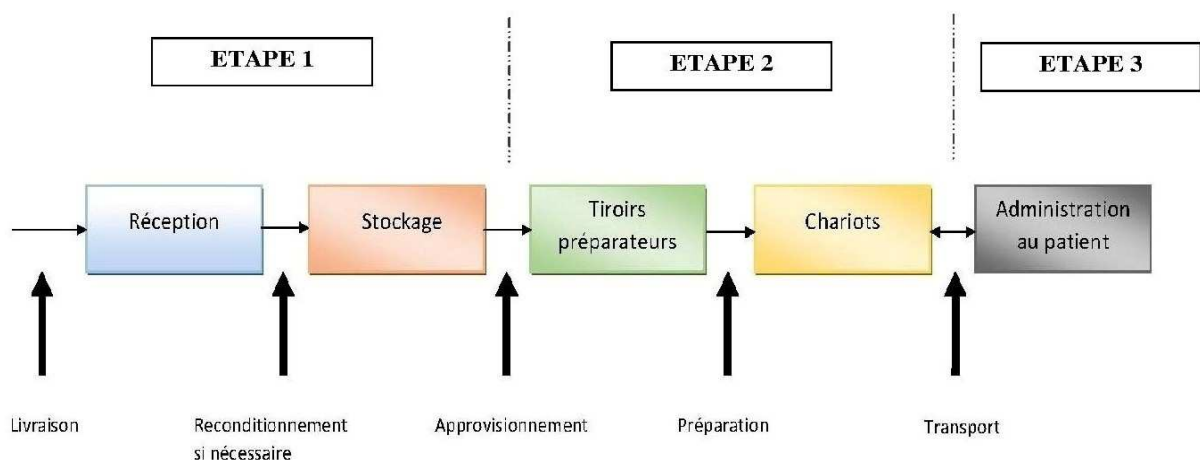 ETAPE 1
ETAPE 2
ETAPE 3
Réception
Stockage
Tiroirs
préparateurs
Chariots
Administration
au patient
Livraison
Reconditionnement
si nécessaire
Approvisionnement
Préparation
Transport